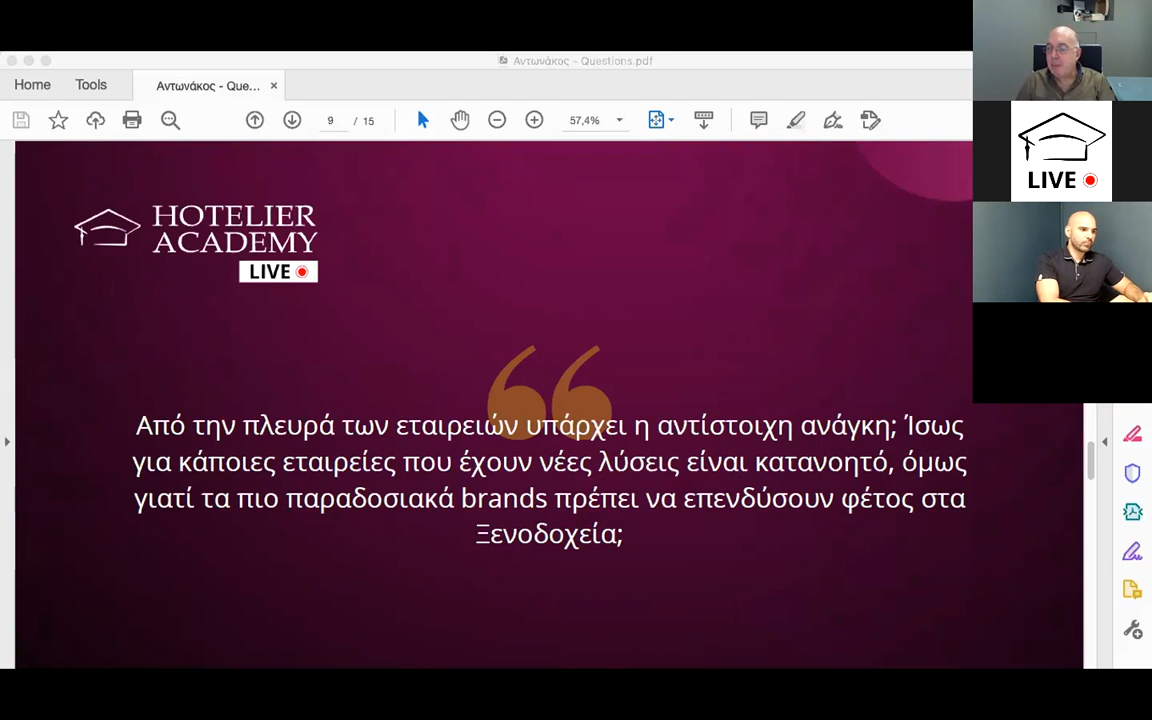 Αντωνάκος - Questions.pdf
Home
Tools
Αντωνάκος - Que...
9 / 15
57,4%
HOTELIER
ACADEMY
LIVE
LIVE
Από την πλευρά των εταιρειών υπάρχει η αντίστοιχη ανάγκη; Ίσως
για κάποιες εταιρείες που έχουν νέες λύσεις είναι κατανοητό, όμως
γιατί τα πιο παραδοσιακά brands πρέπει να επενδύσουν φέτος στα
Ξενοδοχεία;